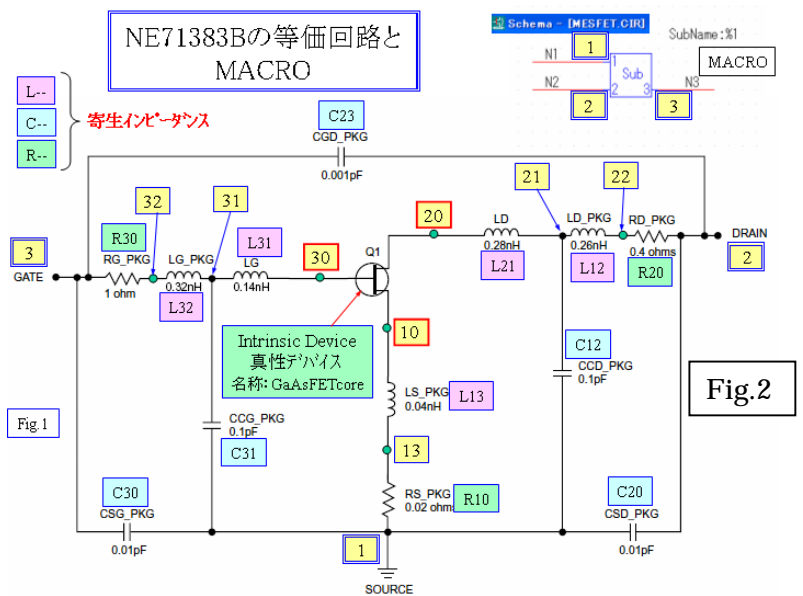 NE71383Bの等価回路と
MACRO
Schema - [MESFET.CIR]
SubName:%1
N1
1
1
MACRO
N2
Sub
N3
2
2
3
3
L--
C--
R--
寄生インピーダンス
C23
CGD_PKG
0.001pF
32
31
21
22
20
R30
RG_PKG
1 ohm
LG_PKG
0.32nH
L32
L31
LG
0.14nH
30
Q1
LD
0.28nH
L21
LD_PKG
0.26nH
L12
RD_PKG
0.4 ohms
R20
DRAIN
2
3
GATE
Intrinsic Device
真性デバイス
名称: GaAsFETcore
10
C12
CCD_PKG
0.1pF
Fig.2
LS_PKG
0.04nH
L13
Fig.1
CCG_PKG
0.1pF
C31
13
C30
CSG_PKG
0.01pF
RS_PKG
0.02 ohms
R10
C20
CSD_PKG
0.01pF
1
SOURCE